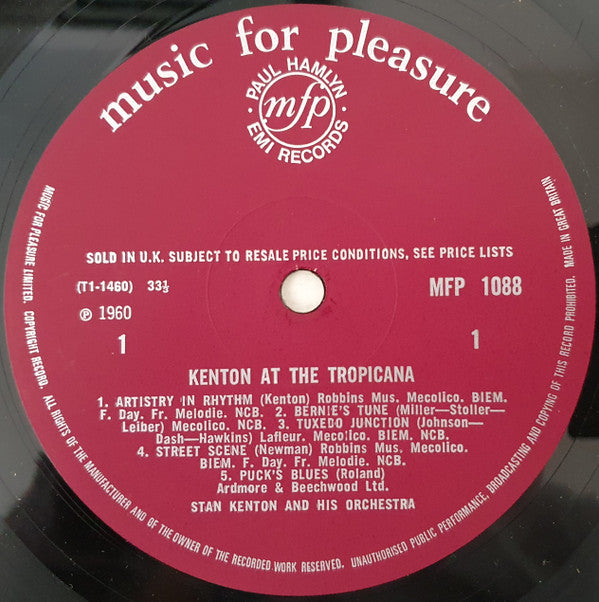 music for pleasure
· PAUL HAMLYN ·
mfp
EMI RECORDS
SOLD IN U.K. SUBJECT TO RESALE PRICE CONDITIONS, SEE PRICE LISTS
(T1-1460) 33⅓
MFP 1088
℗ 1960
1
1
KENTON AT THE TROPICANA
1. ARTISTRY IN RHYTHM (Kenton) Robbins Mus. Mecolico. BIEM.
F. Day. Fr. Melodie. NCB. 2. BERNIE'S TUNE (Miller—Stoller—
Leiber) Mecolico. NCB. 3. TUXEDO JUNCTION (Johnson—
Dash—Hawkins) Lafleur. Mecolico. BIEM. NCB.
4. STREET SCENE (Newman) Robbins Mus. Mecolico.
BIEM. F. Day. Fr. Melodie. NCB.
5. PUCK'S BLUES (Roland)
Ardmore & Beechwood Ltd.
STAN KENTON AND HIS ORCHESTRA
MUSIC FOR PLEASURE LIMITED. COPYRIGHT RECORD. ALL RIGHTS OF THE MANUFACTURER AND OF THE OWNER OF THE RECORDED WORK RESERVED. UNAUTHORISED PUBLIC PERFORMANCE, BROADCASTING AND COPYING OF THIS RECORD PROHIBITED. MADE IN GREAT BRITAIN.